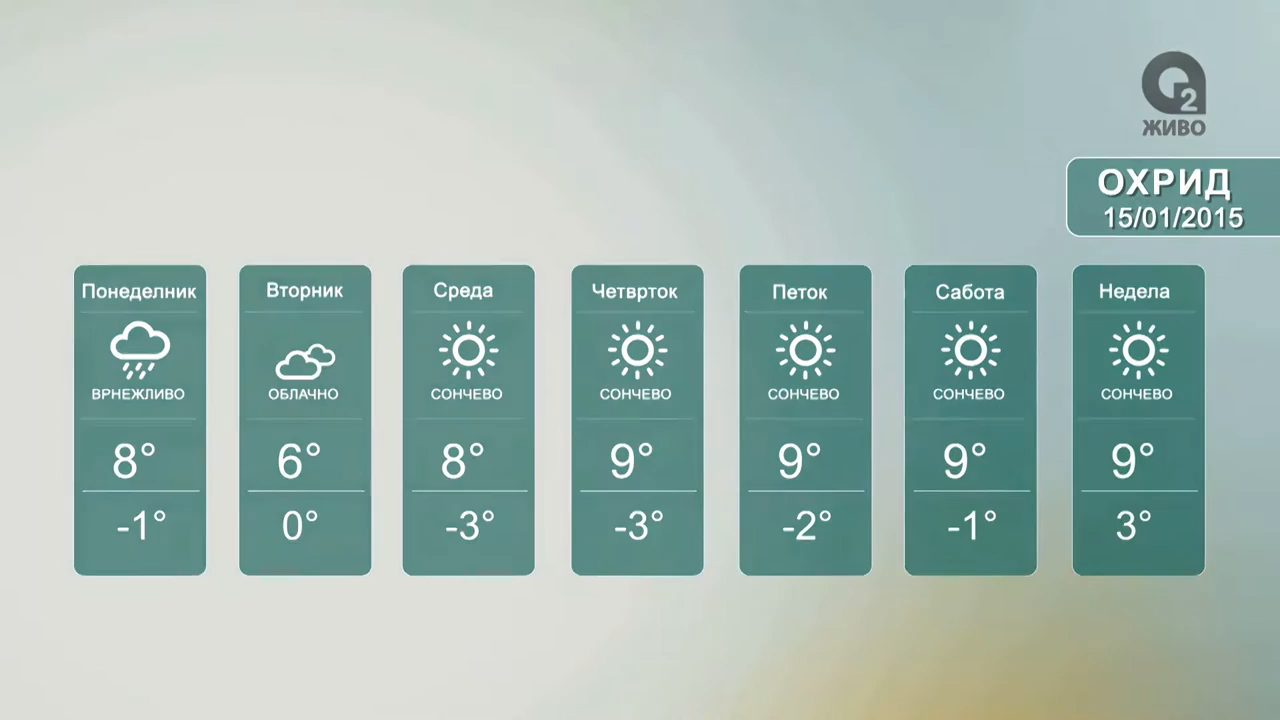 2
ЖИВО
ОХРИД
15/01/2015
Понеделник
ВРНЕЖЛИВО
8°
-1°
Вторник
ОБЛАЧНО
6°
0°
Среда
СОНЧЕВО
8°
-3°
Четврток
СОНЧЕВО
9°
-3°
Петок
СОНЧЕВО
9°
-2°
Сабота
СОНЧЕВО
9°
-1°
Недела
СОНЧЕВО
9°
3°